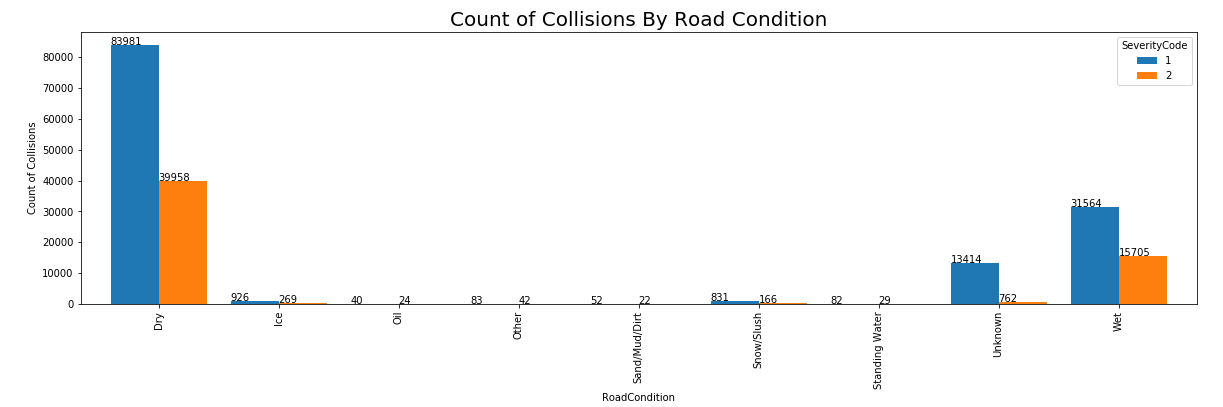 Count of Collisions By Road Condition
SeverityCode
1
2
Count of Collisions
80000
70000
60000
50000
40000
30000
20000
10000
0
83981
39958
926
269
40
24
83
42
52
22
831
166
82
29
13414
762
31564
15705
Dry
Ice
Oil
Other
Sand/Mud/Dirt
Snow/Slush
Standing Water
Unknown
Wet
RoadCondition